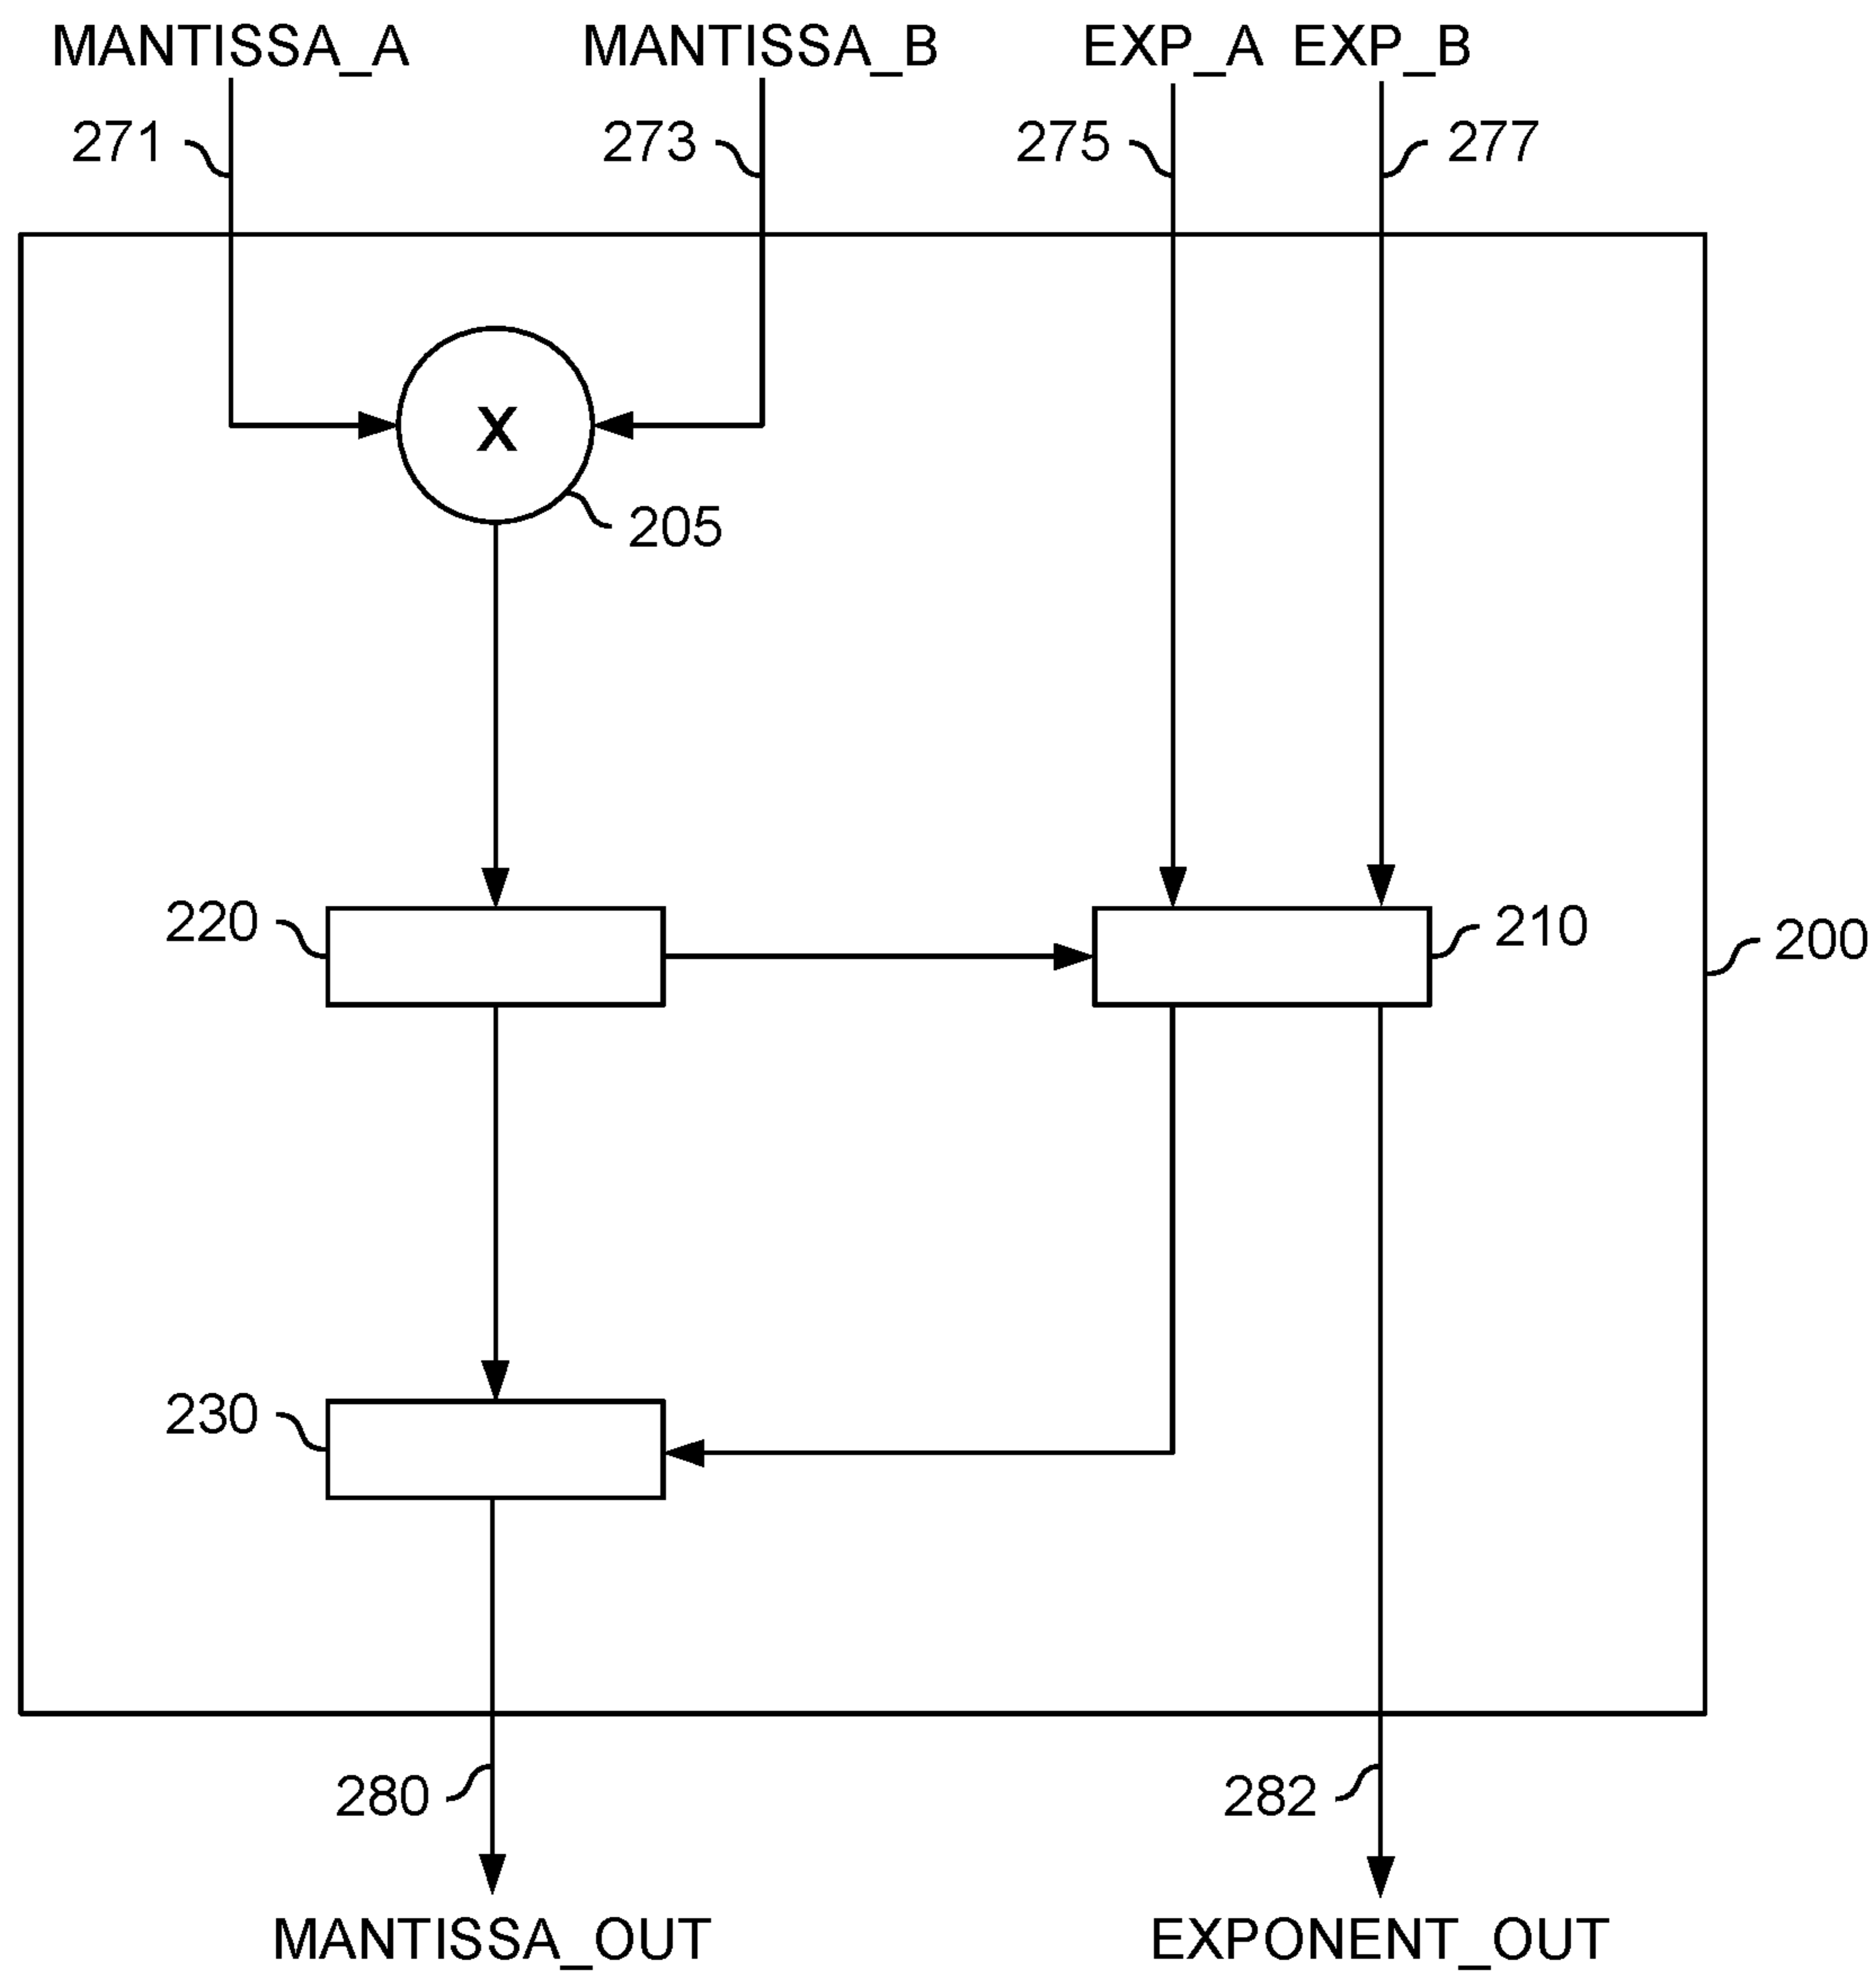 MANTISSA_A MANTISSA_B EXP_A EXP_B
271 273 275 277
X
205
220 210 200
230
280 282
MANTISSA_OUT EXPONENT_OUT